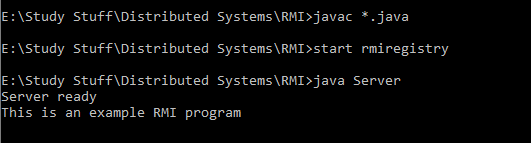 E:\Study Stuff\Distributed Systems\RMI>javac *.java
E:\Study Stuff\Distributed Systems\RMI>start rmiregistry
E:\Study Stuff\Distributed Systems\RMI>java Server
Server ready
This is an example RMI program